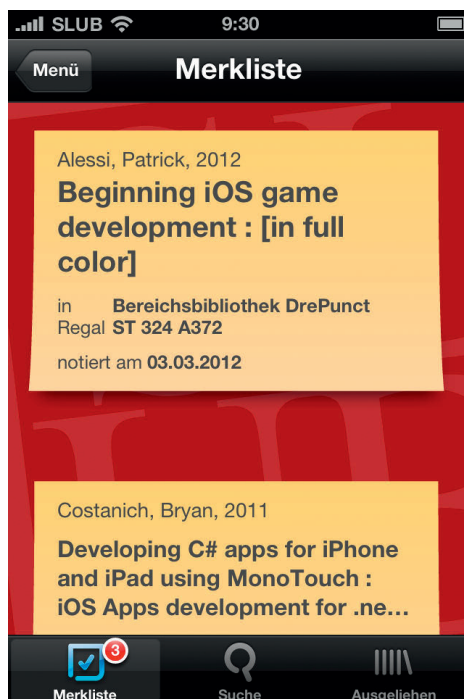 SLUB 9:30
Menü Merkliste
Alessi, Patrick, 2012
Beginning iOS game
development : [in full
color]
in Bereichsbibliothek DrePunct
Regal ST 324 A372
notiert am 03.03.2012
Costanich, Bryan, 2011
Developing C# apps for iPhone
and iPad using MonoTouch :
iOS Apps development for .ne...
3
Merkliste Suche Ausgeliehen